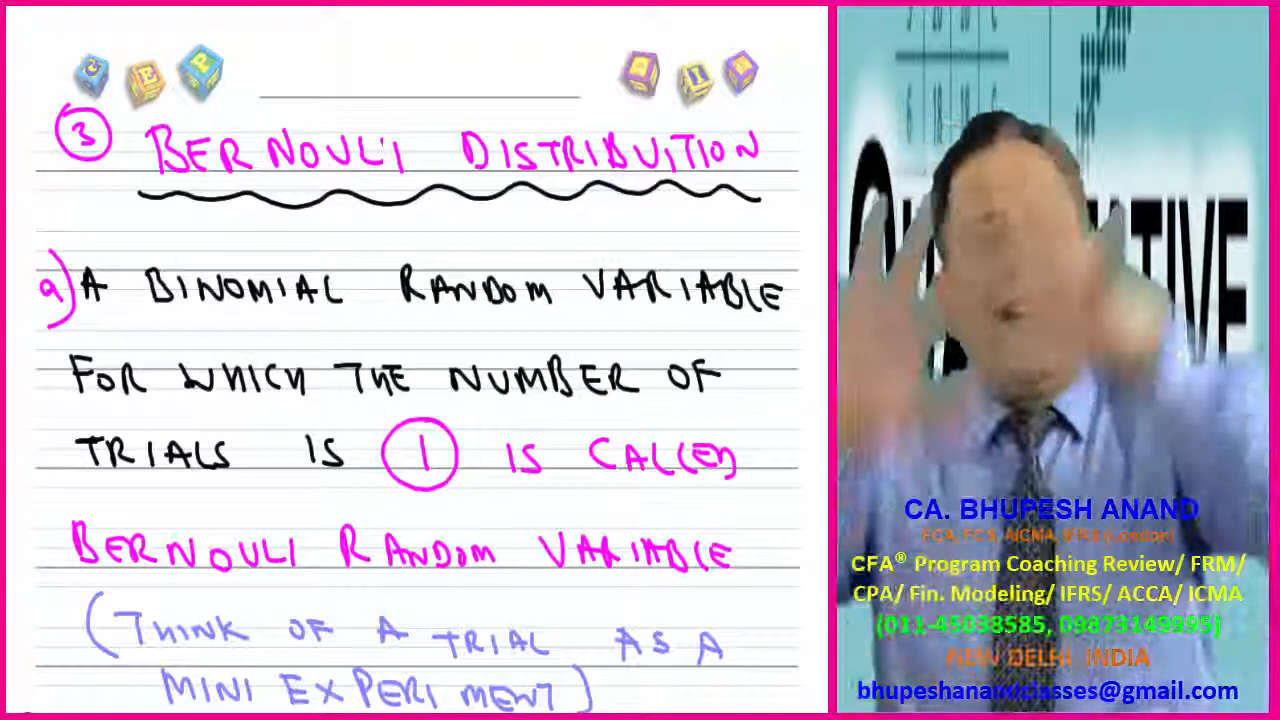 3 BERNOULI DISTRIBUITION
a) A BINOMIAL RANDOM VARIABLE
FOR WHICH THE NUMBER OF
TRIALS IS 1 IS CALLED
BERNOULI RANDOM VARIABLE
(THINK OF A TRIAL AS A
MINI EXPERIMENT)
CA. BHUPESH ANAND
FCA, FCS, AICMA, IFRS (London)
CFA® Program Coaching Review/ FRM/
CPA/ Fin. Modeling/ IFRS/ ACCA/ ICMA
(011-45038585, 09873149995)
NEW DELHI INDIA
bhupeshanandclasses@gmail.com